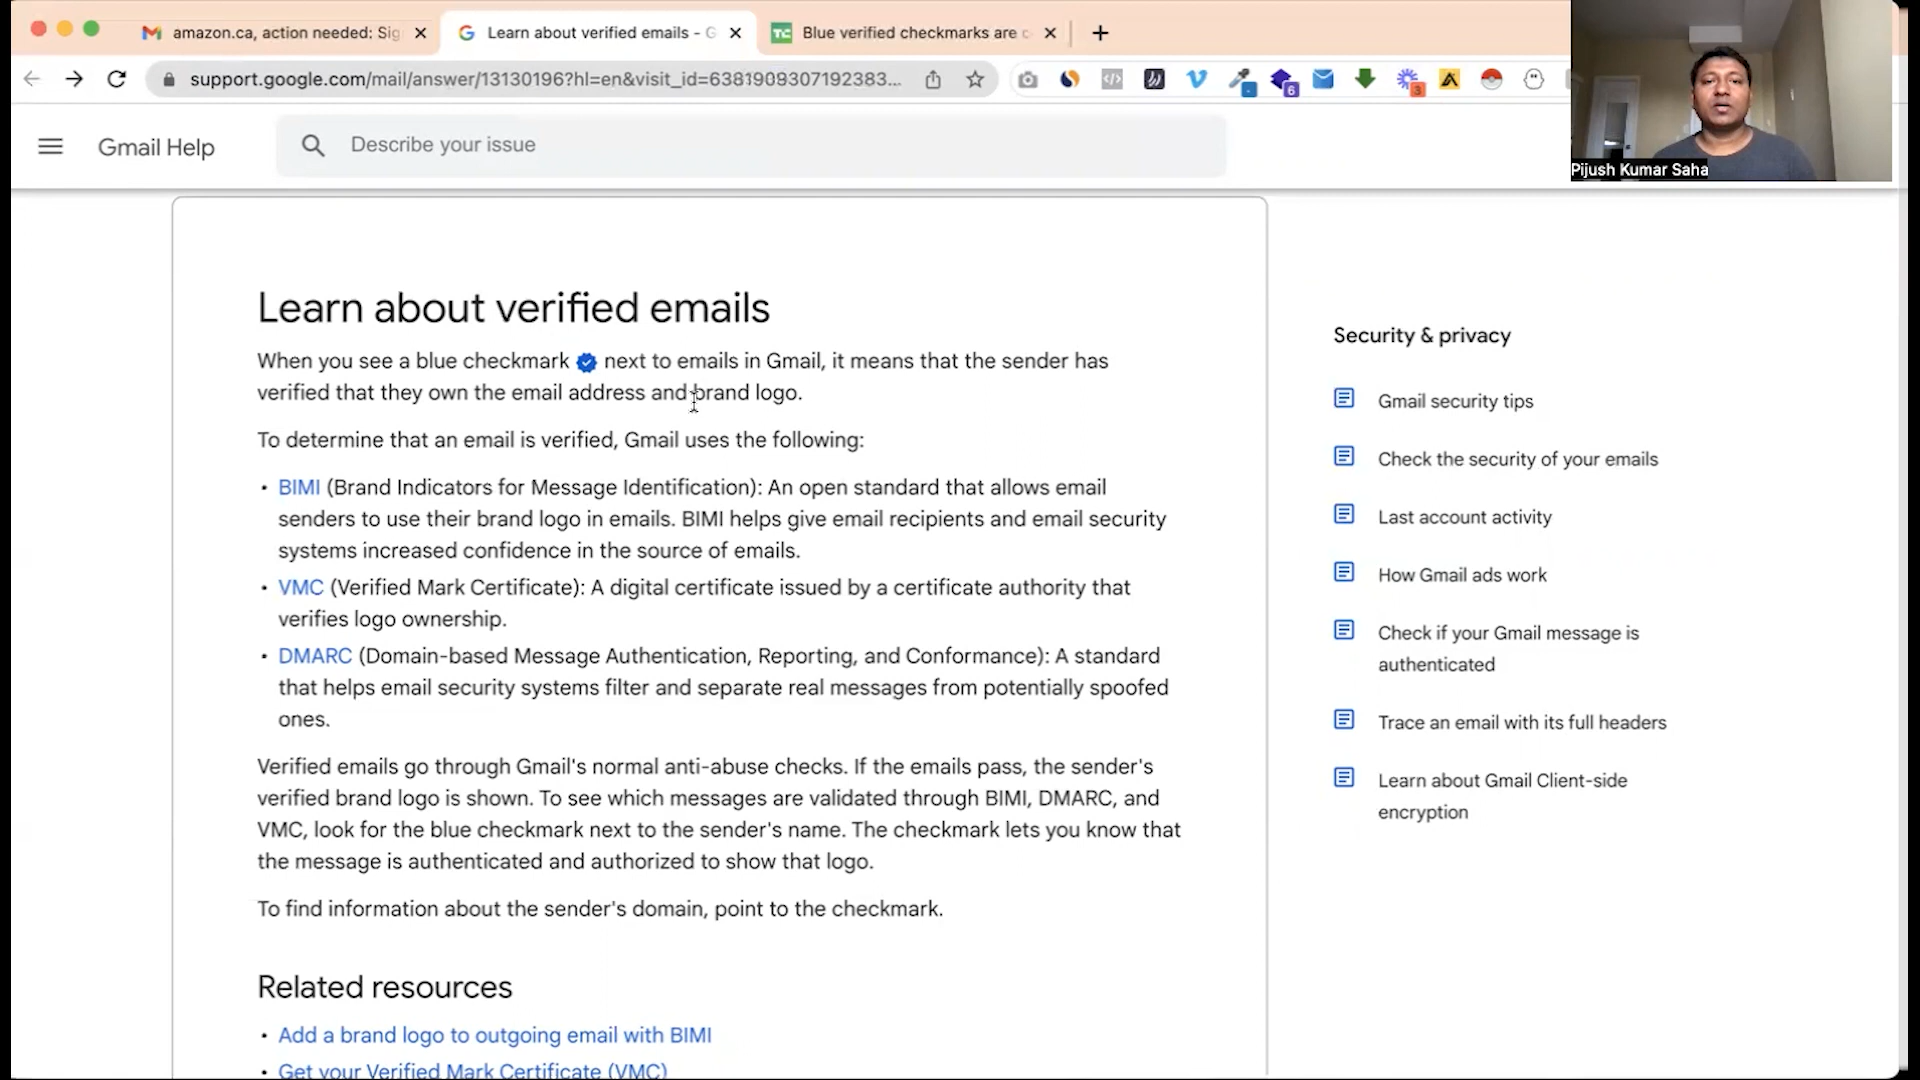 amazon.ca, action needed: Sig
Learn about verified emails - G
Blue verified checkmarks are c
support.google.com/mail/answer/13130196?hl=en&visit_id=6381909307192383...
6
3
Gmail Help
Describe your issue
Pijush Kumar Saha
Learn about verified emails
When you see a blue checkmark next to emails in Gmail, it means that the sender has
verified that they own the email address and brand logo.
To determine that an email is verified, Gmail uses the following:
• BIMI (Brand Indicators for Message Identification): An open standard that allows email
senders to use their brand logo in emails. BIMI helps give email recipients and email security
systems increased confidence in the source of emails.
• VMC (Verified Mark Certificate): A digital certificate issued by a certificate authority that
verifies logo ownership.
• DMARC (Domain-based Message Authentication, Reporting, and Conformance): A standard
that helps email security systems filter and separate real messages from potentially spoofed
ones.
Verified emails go through Gmail's normal anti-abuse checks. If the emails pass, the sender's
verified brand logo is shown. To see which messages are validated through BIMI, DMARC, and
VMC, look for the blue checkmark next to the sender's name. The checkmark lets you know that
the message is authenticated and authorized to show that logo.
To find information about the sender's domain, point to the checkmark.
Related resources
• Add a brand logo to outgoing email with BIMI
• Get your Verified Mark Certificate (VMC)
Security & privacy
Gmail security tips
Check the security of your emails
Last account activity
How Gmail ads work
Check if your Gmail message is
authenticated
Trace an email with its full headers
Learn about Gmail Client-side
encryption